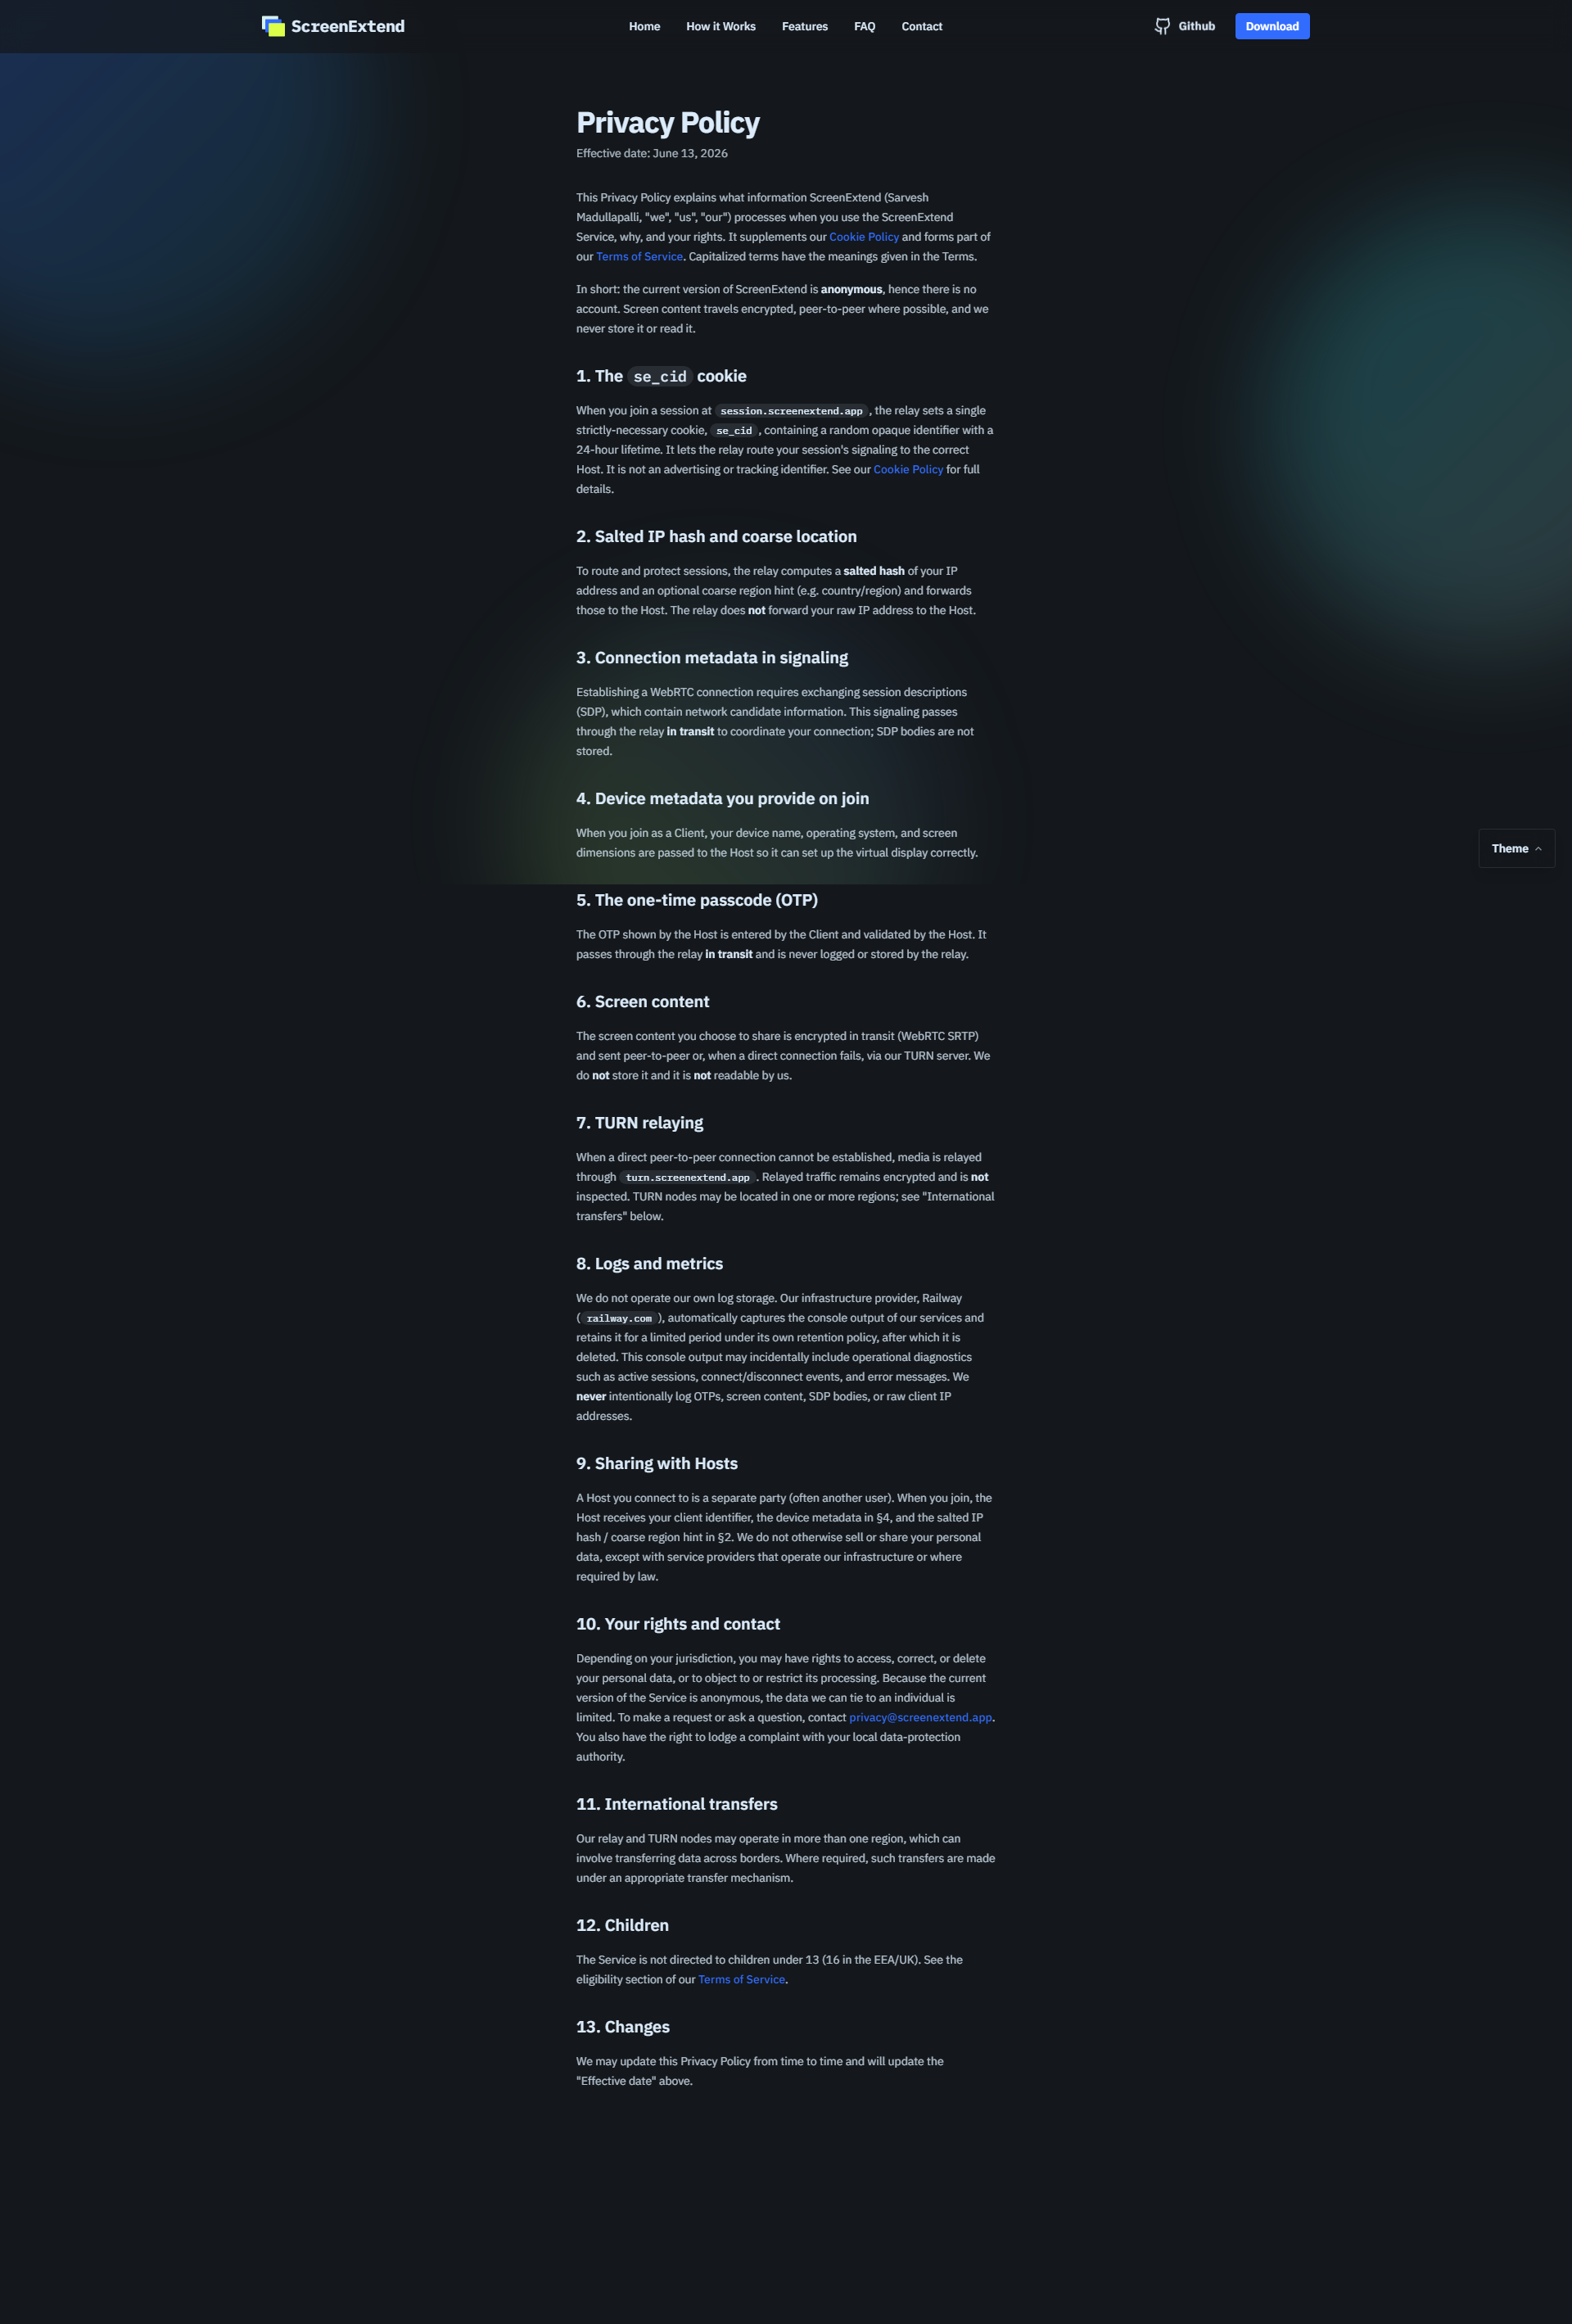 ScreenExtend
Home
How it Works
Features
FAQ
Contact
Github
Download
Privacy Policy
Effective date: June 13, 2026
This Privacy Policy explains what information ScreenExtend (Sarvesh
Madullapalli, "we", "us", "our") processes when you use the ScreenExtend
Service, why, and your rights. It supplements our Cookie Policy and forms part of
our Terms of Service. Capitalized terms have the meanings given in the Terms.
In short: the current version of ScreenExtend is anonymous, hence there is no
account. Screen content travels encrypted, peer-to-peer where possible, and we
never store it or read it.
1. The se_cid cookie
When you join a session at session.screenextend.app, the relay sets a single
strictly-necessary cookie, se_cid, containing a random opaque identifier with a
24-hour lifetime. It lets the relay route your session's signaling to the correct
Host. It is not an advertising or tracking identifier. See our Cookie Policy for full
details.
2. Salted IP hash and coarse location
To route and protect sessions, the relay computes a salted hash of your IP
address and an optional coarse region hint (e.g. country/region) and forwards
those to the Host. The relay does not forward your raw IP address to the Host.
3. Connection metadata in signaling
Establishing a WebRTC connection requires exchanging session descriptions
(SDP), which contain network candidate information. This signaling passes
through the relay in transit to coordinate your connection; SDP bodies are not
stored.
4. Device metadata you provide on join
When you join as a Client, your device name, operating system, and screen
dimensions are passed to the Host so it can set up the virtual display correctly.
Theme
5. The one-time passcode (OTP)
The OTP shown by the Host is entered by the Client and validated by the Host. It
passes through the relay in transit and is never logged or stored by the relay.
6. Screen content
The screen content you choose to share is encrypted in transit (WebRTC SRTP)
and sent peer-to-peer or, when a direct connection fails, via our TURN server. We
do not store it and it is not readable by us.
7. TURN relaying
When a direct peer-to-peer connection cannot be established, media is relayed
through turn.screenextend.app. Relayed traffic remains encrypted and is not
inspected. TURN nodes may be located in one or more regions; see "International
transfers" below.
8. Logs and metrics
We do not operate our own log storage. Our infrastructure provider, Railway
(railway.com), automatically captures the console output of our services and
retains it for a limited period under its own retention policy, after which it is
deleted. This console output may incidentally include operational diagnostics
such as active sessions, connect/disconnect events, and error messages. We
never intentionally log OTPs, screen content, SDP bodies, or raw client IP
addresses.
9. Sharing with Hosts
A Host you connect to is a separate party (often another user). When you join, the
Host receives your client identifier, the device metadata in §4, and the salted IP
hash / coarse region hint in §2. We do not otherwise sell or share your personal
data, except with service providers that operate our infrastructure or where
required by law.
10. Your rights and contact
Depending on your jurisdiction, you may have rights to access, correct, or delete
your personal data, or to object to or restrict its processing. Because the current
version of the Service is anonymous, the data we can tie to an individual is
limited. To make a request or ask a question, contact privacy@screenextend.app.
You also have the right to lodge a complaint with your local data-protection
authority.
11. International transfers
Our relay and TURN nodes may operate in more than one region, which can
involve transferring data across borders. Where required, such transfers are made
under an appropriate transfer mechanism.
12. Children
The Service is not directed to children under 13 (16 in the EEA/UK). See the
eligibility section of our Terms of Service.
13. Changes
We may update this Privacy Policy from time to time and will update the
"Effective date" above.